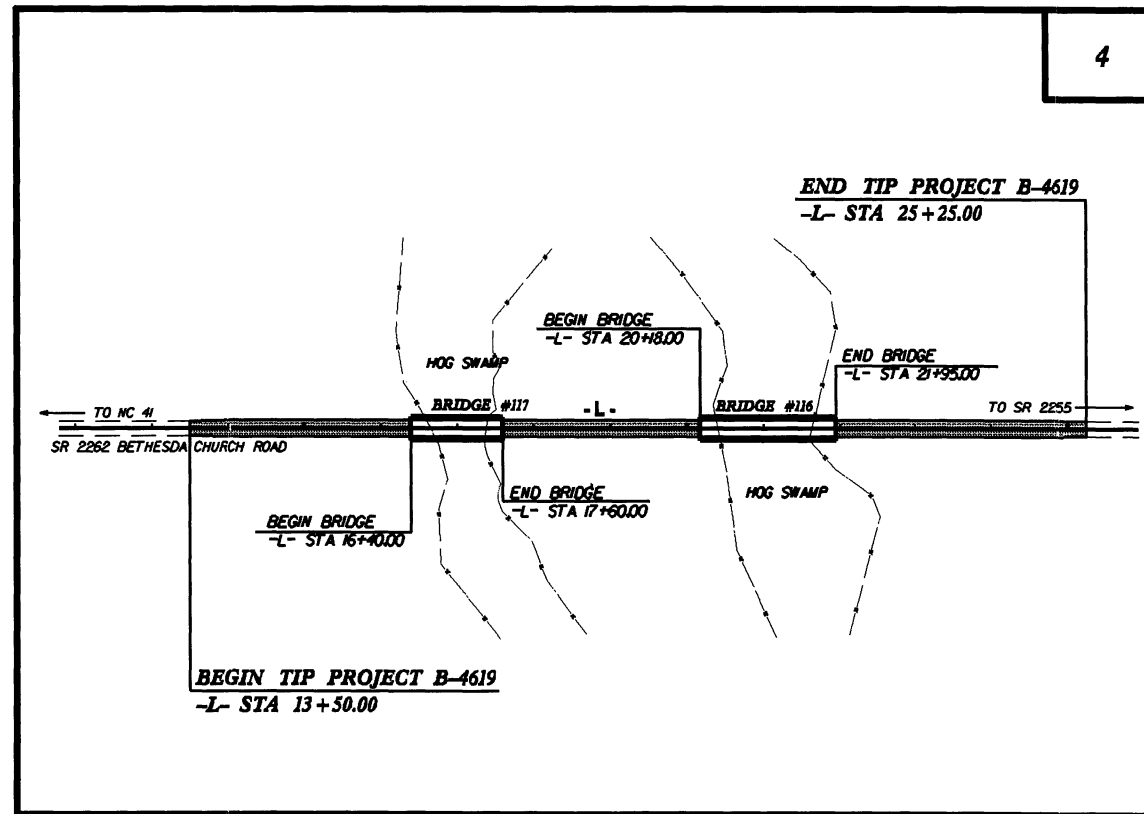 4
END TIP PROJECT B-4619
-L- STA 25+25.00
BEGIN BRIDGE
-L- STA 20+18.00
HOG SWAMP
END BRIDGE
-L- STA 21+95.00
TO NC 41
BRIDGE #117
-L-
BRIDGE #116
TO SR 2255
SR 2262 BETHESDA CHURCH ROAD
END BRIDGE
-L- STA 17+60.00
HOG SWAMP
BEGIN BRIDGE
-L- STA 16+40.00
BEGIN TIP PROJECT B-4619
-L- STA 13+50.00